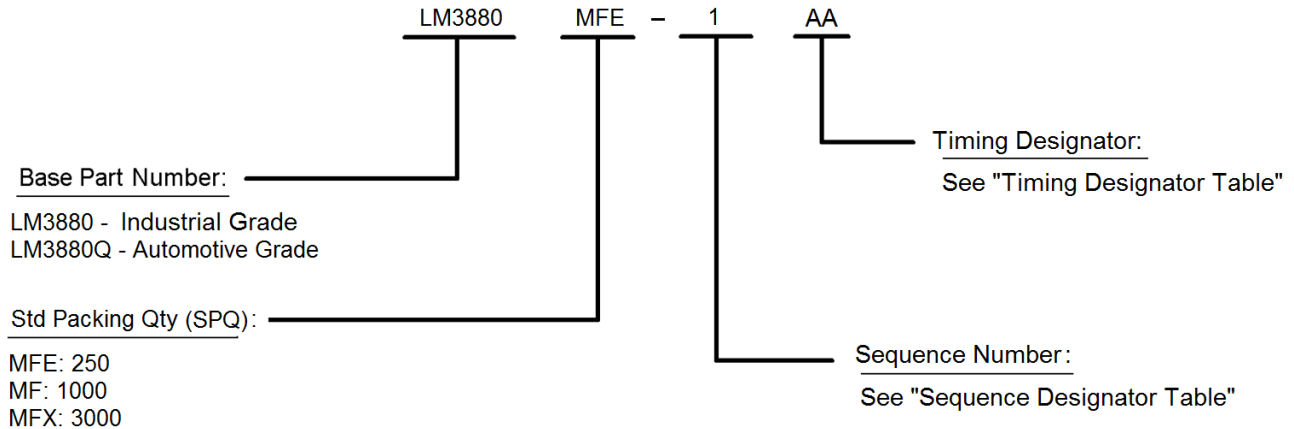 LM3880 MFE – 1 AA
Timing Designator:
See "Timing Designator Table"
Base Part Number:
LM3880 - Industrial Grade
LM3880Q - Automotive Grade
Std Packing Qty (SPQ):
MFE: 250
MF: 1000
MFX: 3000
Sequence Number:
See "Sequence Designator Table"